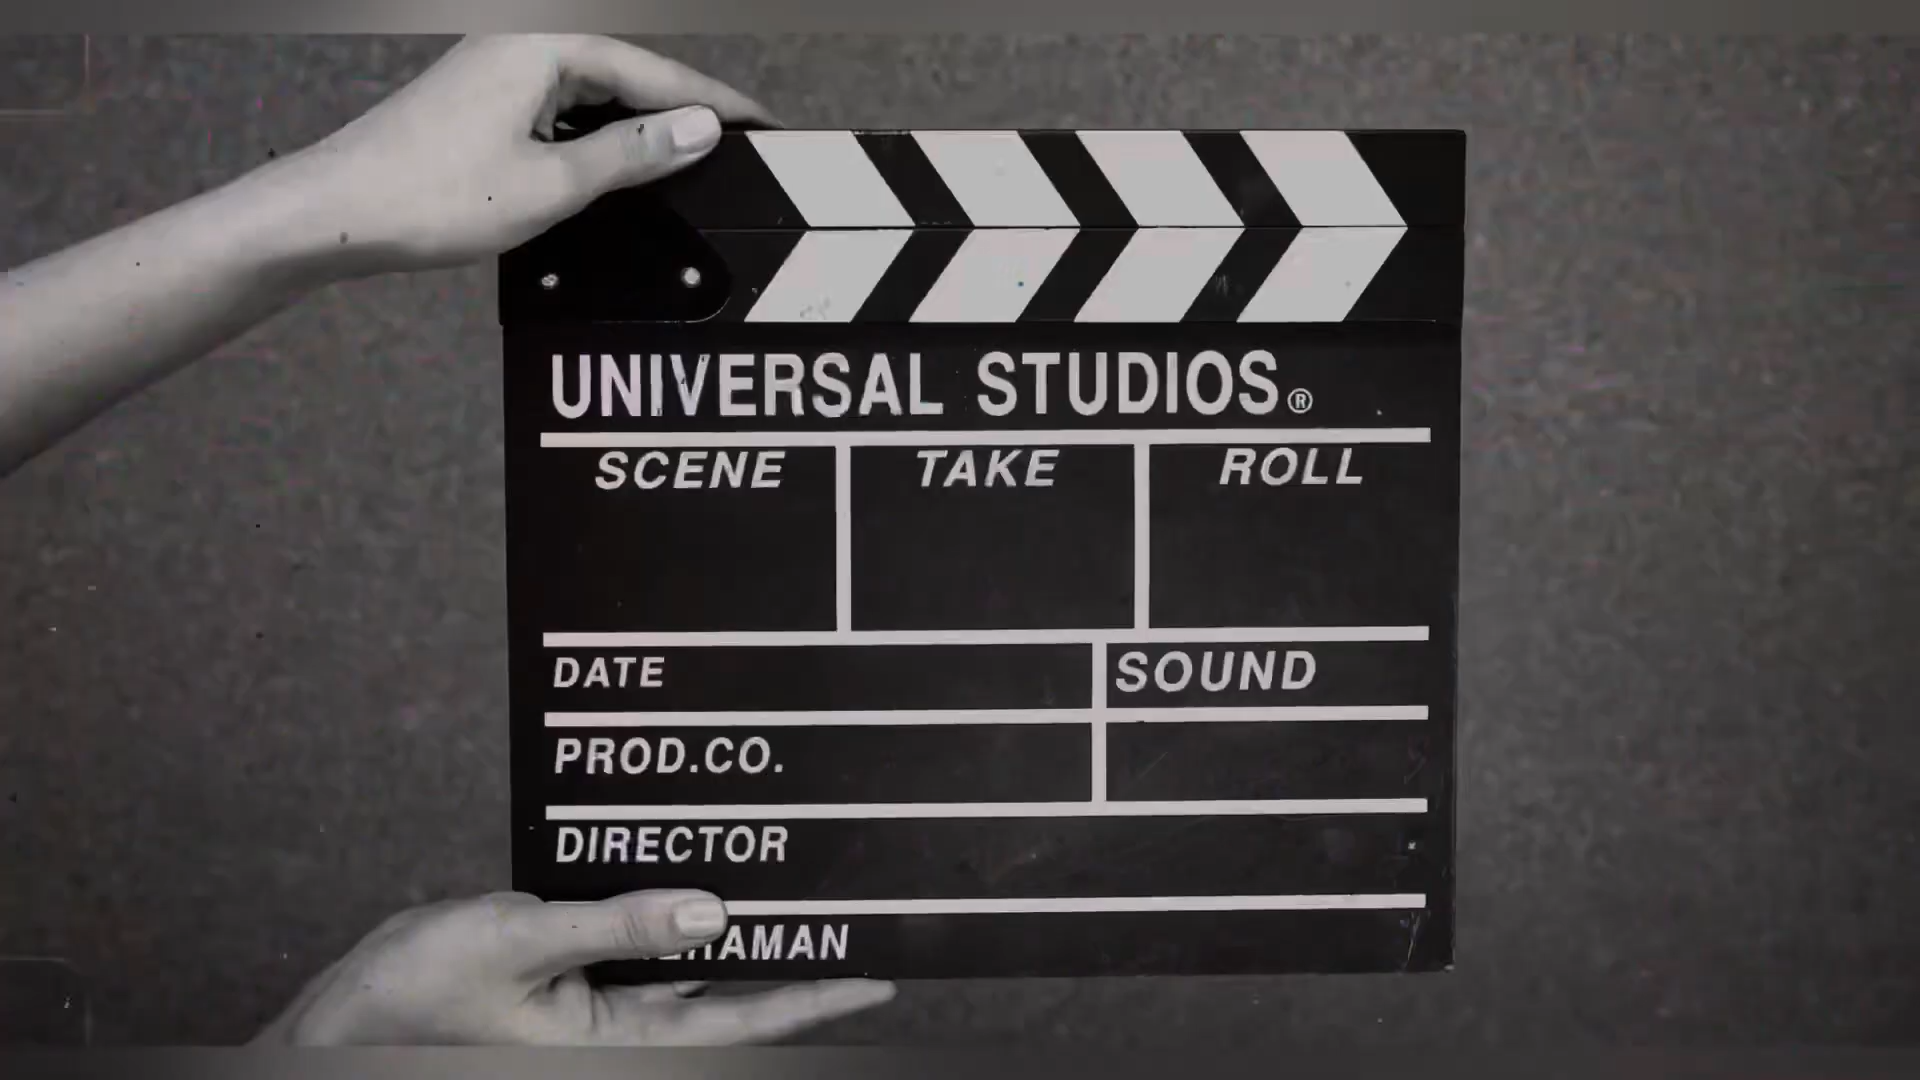 UNIVERSAL STUDIOS®
SCENE TAKE ROLL
DATE SOUND
PROD.CO.
DIRECTOR